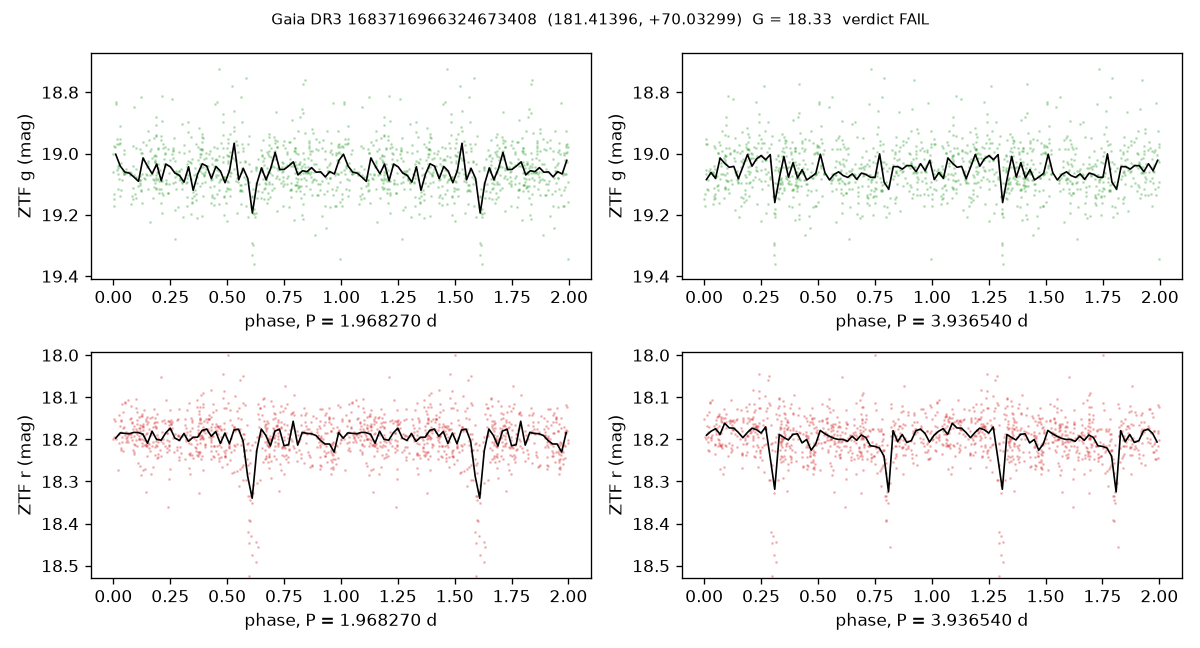 Gaia DR3 1683716966324673408 (181.41396, +70.03299) G = 18.33 verdict FAIL
ZTF g (mag)
18.8
19.0
19.2
19.4
0.00 0.25 0.50 0.75 1.00 1.25 1.50 1.75 2.00
phase, P = 1.968270 d
ZTF g (mag)
18.8
19.0
19.2
19.4
0.00 0.25 0.50 0.75 1.00 1.25 1.50 1.75 2.00
phase, P = 3.936540 d
ZTF r (mag)
18.0
18.1
18.2
18.3
18.4
18.5
0.00 0.25 0.50 0.75 1.00 1.25 1.50 1.75 2.00
phase, P = 1.968270 d
ZTF r (mag)
18.0
18.1
18.2
18.3
18.4
18.5
0.00 0.25 0.50 0.75 1.00 1.25 1.50 1.75 2.00
phase, P = 3.936540 d